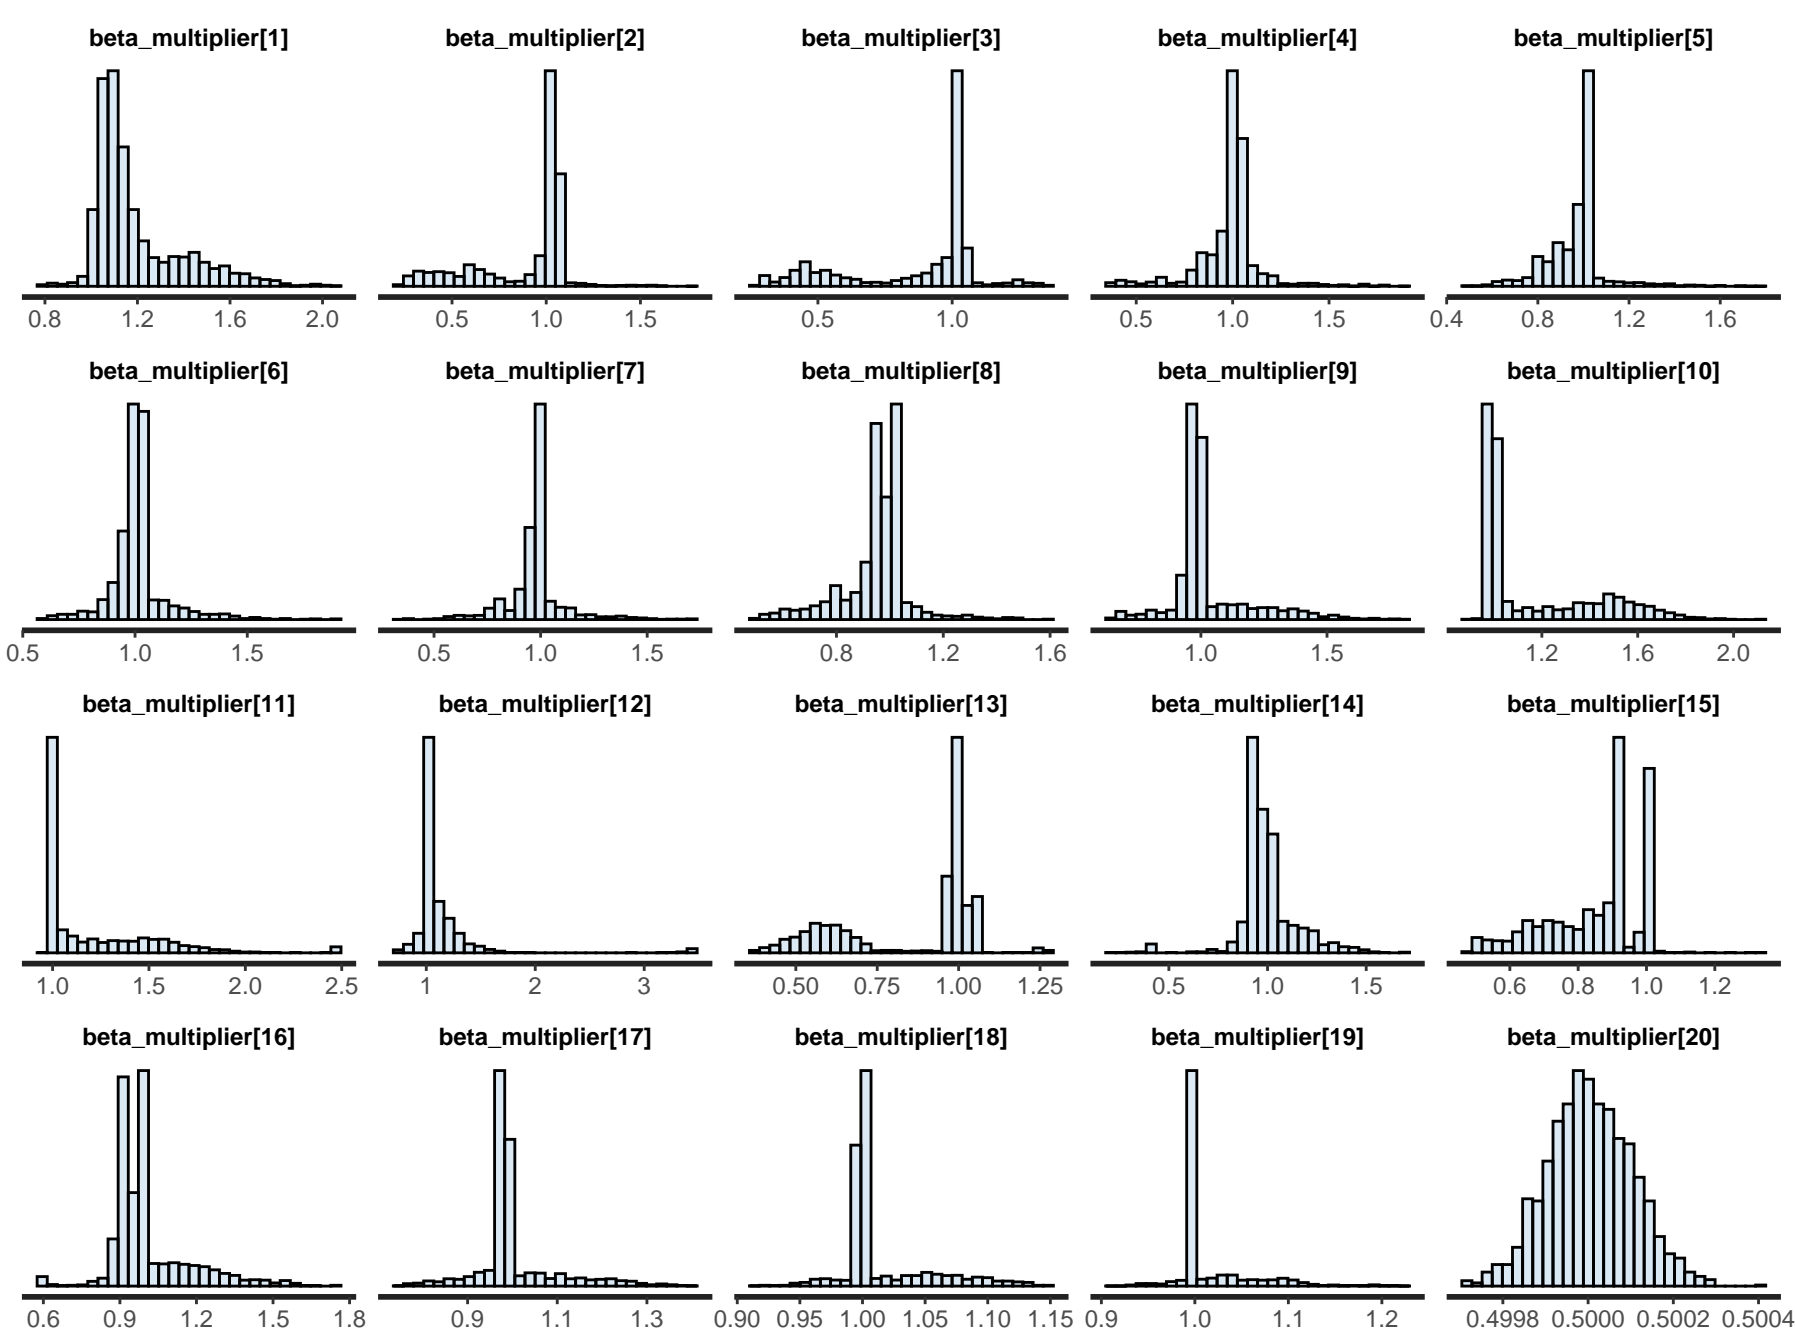 beta_multiplier[1] beta_multiplier[2] beta_multiplier[3] beta_multiplier[4] beta_multiplier[5]
0.8 1.2 1.6 2.0 0.5 1.0 1.5 0.5 1.0 0.5 1.0 1.5 0.4 0.8 1.2 1.6
beta_multiplier[6] beta_multiplier[7] beta_multiplier[8] beta_multiplier[9] beta_multiplier[10]
0.5 1.0 1.5 0.5 1.0 1.5 0.8 1.2 1.6 1.0 1.5 1.2 1.6 2.0
beta_multiplier[11] beta_multiplier[12] beta_multiplier[13] beta_multiplier[14] beta_multiplier[15]
1.0 1.5 2.0 2.5 1 2 3 0.50 0.75 1.00 1.25 0.5 1.0 1.5 0.6 0.8 1.0 1.2
beta_multiplier[16] beta_multiplier[17] beta_multiplier[18] beta_multiplier[19] beta_multiplier[20]
0.6 0.9 1.2 1.5 1.8 0.9 1.1 1.3 0.90 0.95 1.00 1.05 1.10 1.15 0.9 1.0 1.1 1.2 0.4998 0.5000 0.5002 0.5004